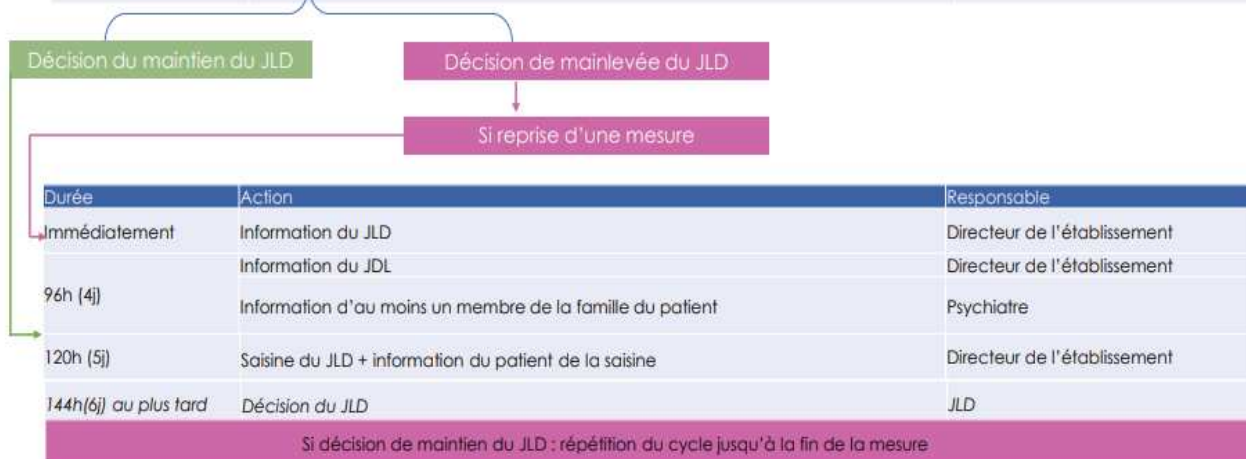 Décision du maintien du JLD
Décision de mainlevée du JLD
Si reprise d'une mesure
Durée Action Responsable
Immédiatement Information du JLD Directeur de l'établissement
Information du JDL Directeur de l'établissement
96h (4j)
Information d'au moins un membre de la famille du patient Psychiatre
120h (5j) Saisine du JLD + information du patient de la saisine Directeur de l'établissement
144h(6j) au plus tard Décision du JLD JLD
Si décision de maintien du JLD : répétition du cycle jusqu'à la fin de la mesure